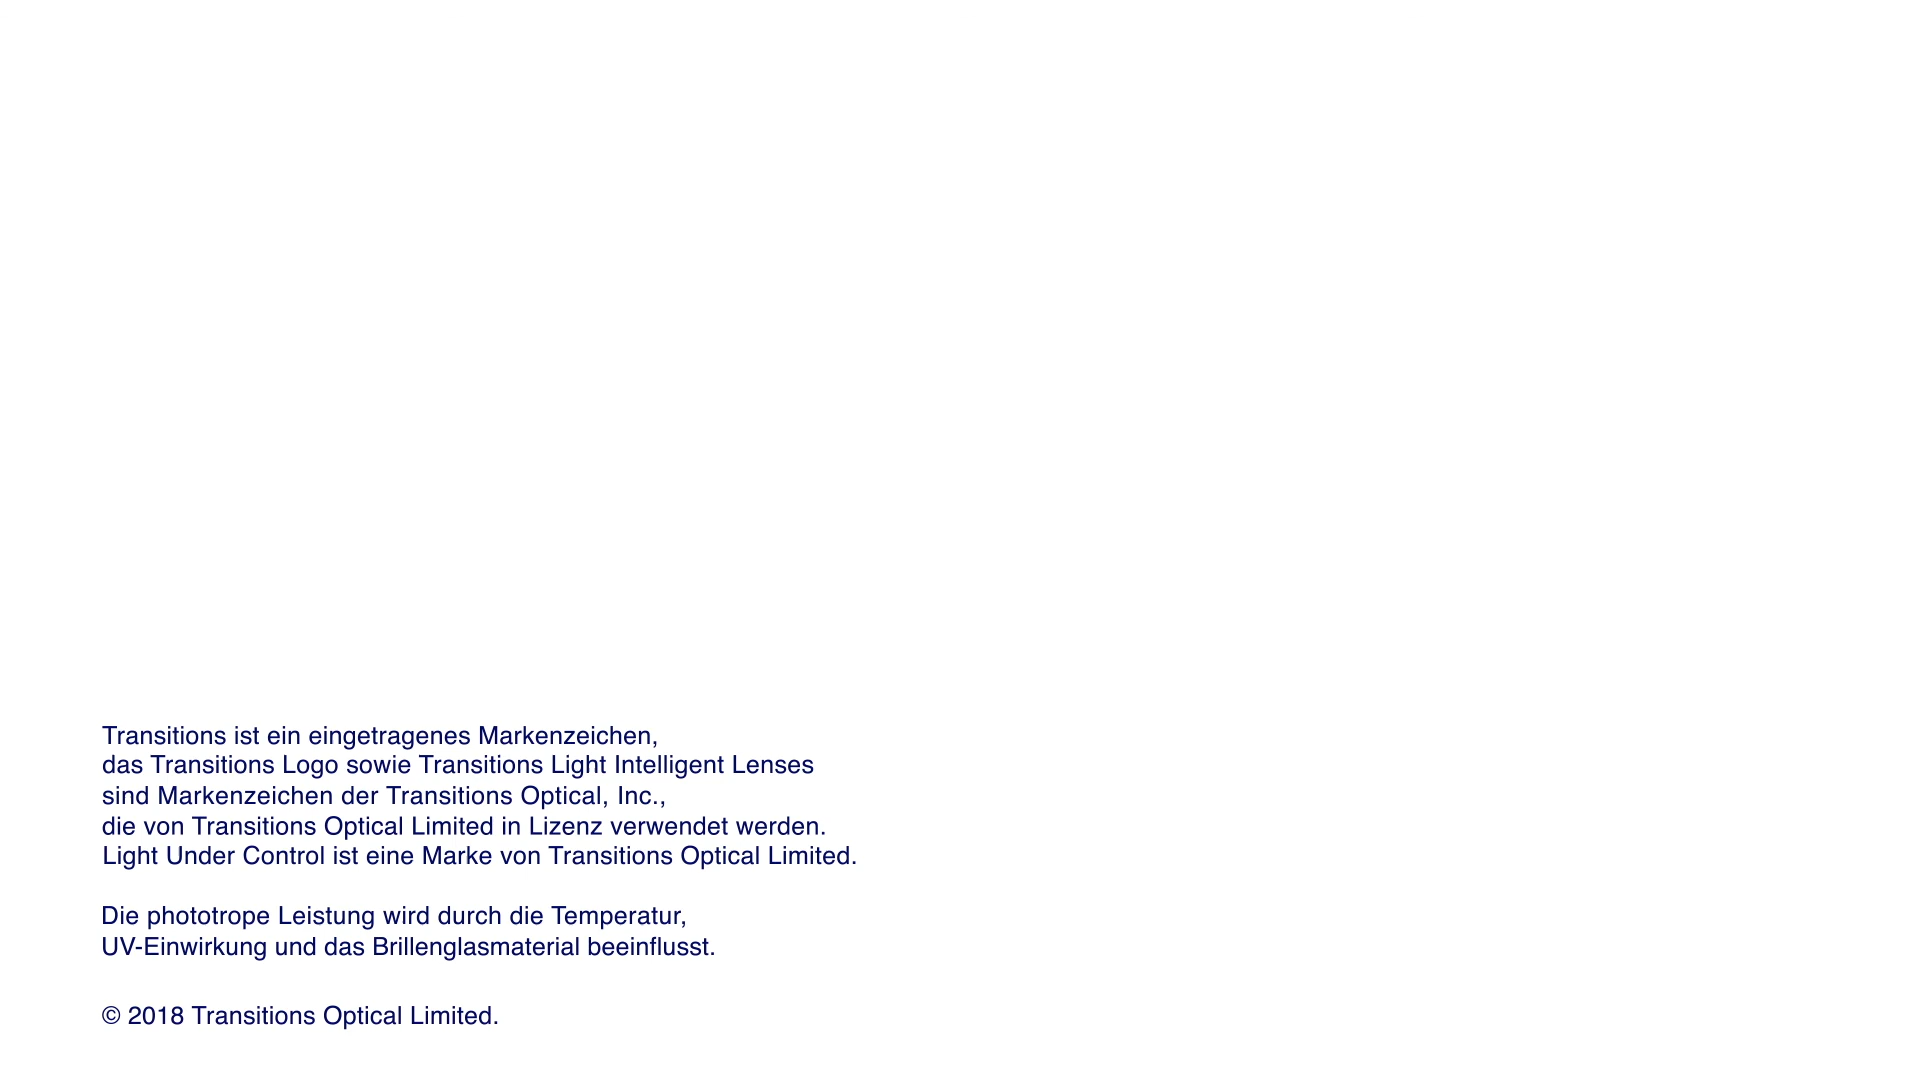 Transitions ist ein eingetragenes Markenzeichen,
das Transitions Logo sowie Transitions Light Intelligent Lenses
sind Markenzeichen der Transitions Optical, Inc.,
die von Transitions Optical Limited in Lizenz verwendet werden.
Light Under Control ist eine Marke von Transitions Optical Limited.
Die phototrope Leistung wird durch die Temperatur,
UV-Einwirkung und das Brillenglasmaterial beeinflusst.
© 2018 Transitions Optical Limited.